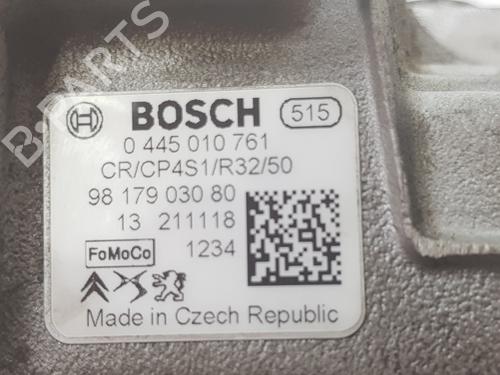 BOSCH 515
0 445 010 761
CR/CP4S1/R32/50
98 179 030 80
13 211118
FoMoCo 1234
Made in Czech Republic
B-PARTS